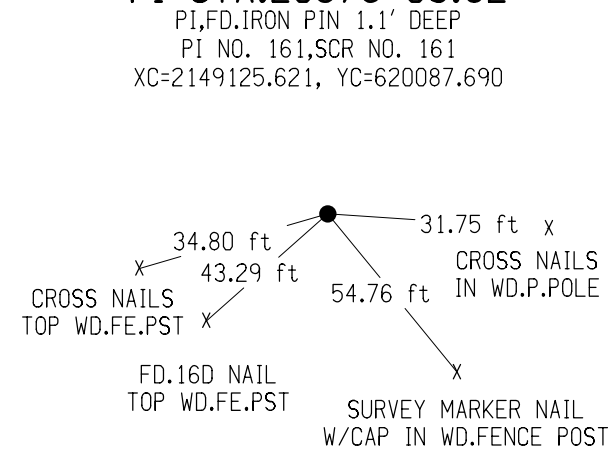 PI,FD.IRON PIN 1.1' DEEP
PI NO. 161,SCR NO. 161
XC=2149125.621, YC=620087.690
34.80 ft
31.75 ft
43.29 ft
54.76 ft
X
X
X
X
CROSS NAILS
TOP WD.FE.PST
CROSS NAILS
IN WD.P.POLE
FD.16D NAIL
TOP WD.FE.PST
SURVEY MARKER NAIL
W/CAP IN WD.FENCE POST